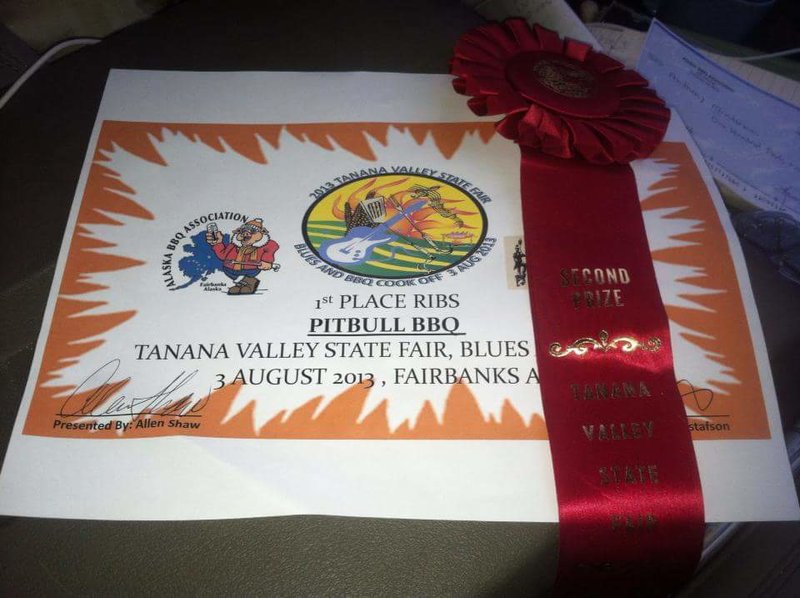 2013 TANANA VALLEY STATE FAIR
BLUES AND BBQ COOK OFF 3 AUG 2013
ALASKA BBQ ASSOCIATION
Fairbanks
Alaska
1st PLACE RIBS
PITBULL BBQ
TANANA VALLEY STATE FAIR, BLUES
3 AUGUST 2013 , FAIRBANKS A
Presented By: Allen Shaw
stafson
SECOND
PRIZE
TANANA
VALLEY
STATE
FAIR